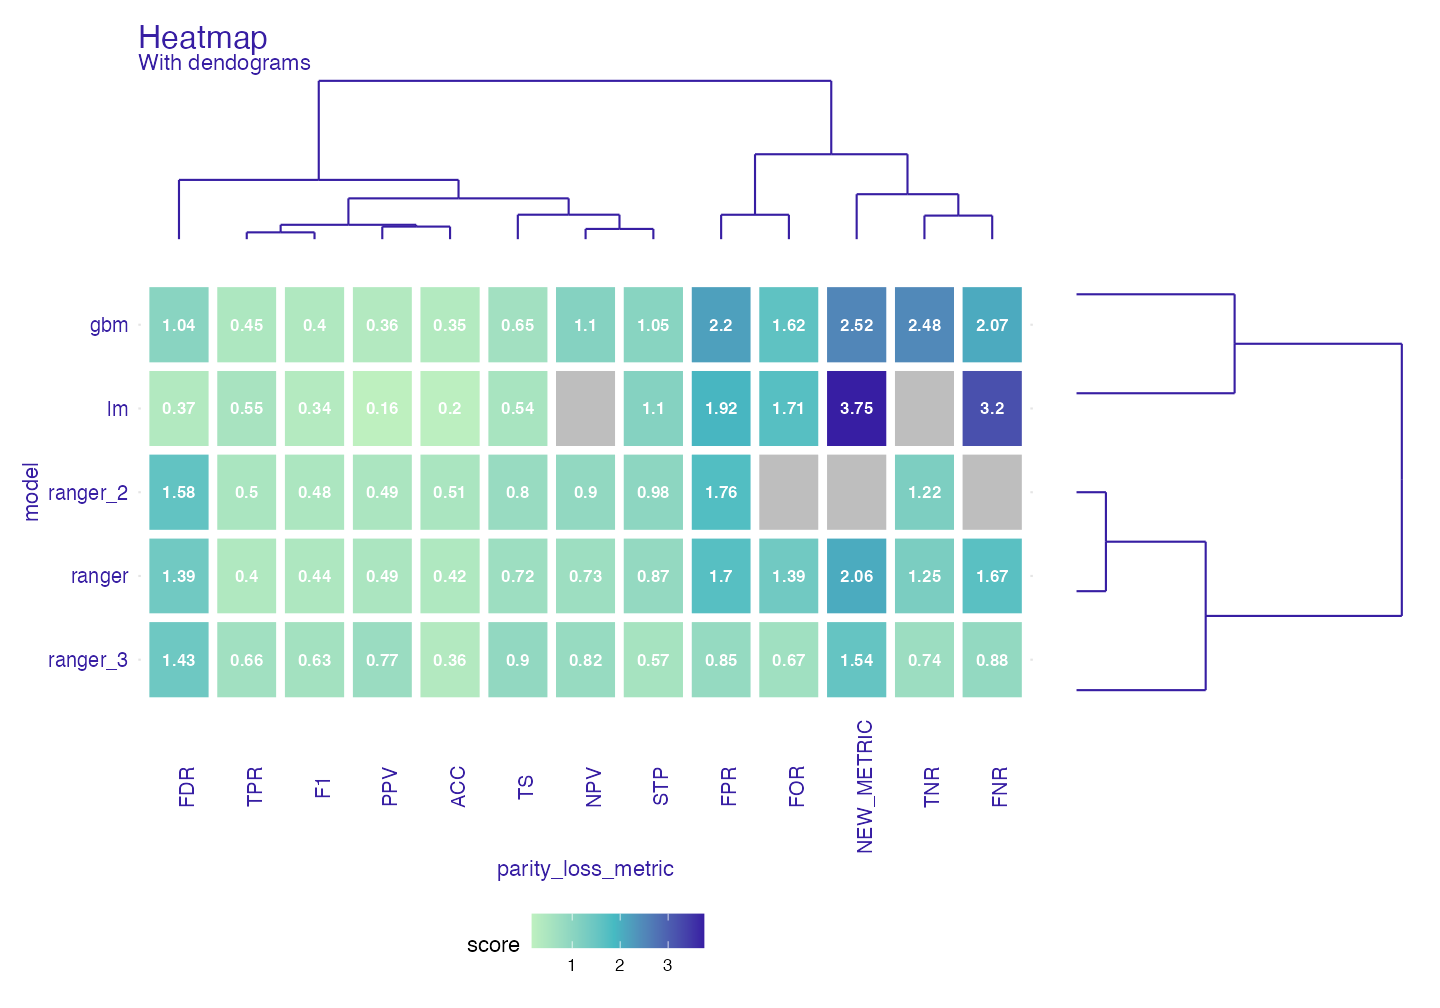 Heatmap
With dendograms
gbm 1.04 0.45 0.4 0.36 0.35 0.65 1.1 1.05 2.2 1.62 2.52 2.48 2.07
lm 0.37 0.55 0.34 0.16 0.2 0.54 1.1 1.92 1.71 3.75 3.2
ranger_2 1.58 0.5 0.48 0.49 0.51 0.8 0.9 0.98 1.76 1.22
ranger 1.39 0.4 0.44 0.49 0.42 0.72 0.73 0.87 1.7 1.39 2.06 1.25 1.67
ranger_3 1.43 0.66 0.63 0.77 0.36 0.9 0.82 0.57 0.85 0.67 1.54 0.74 0.88
model
FDR TPR F1 PPV ACC TS NPV STP FPR FOR NEW_METRIC TNR FNR
parity_loss_metric
score
1 2 3